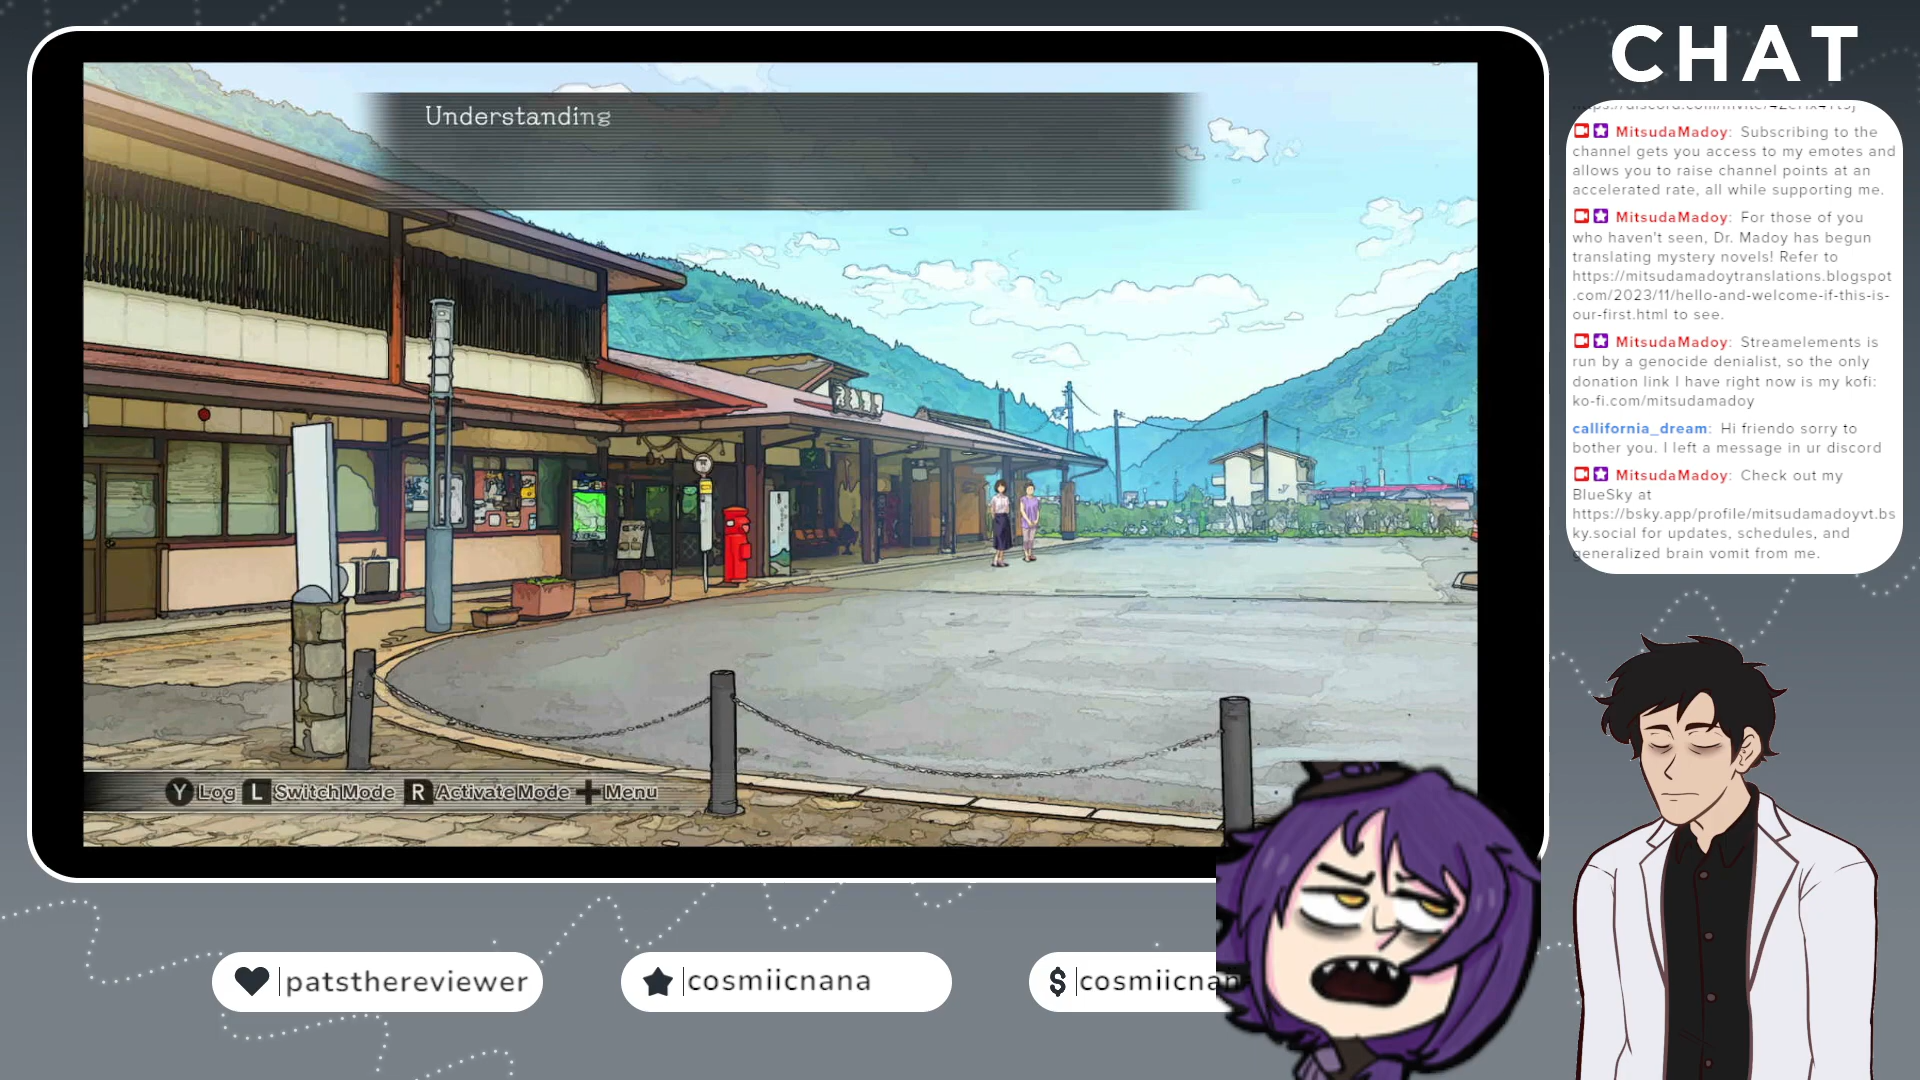 CHAT
Understanding
MitsudaMadoy: Subscribing to the
channel gets you access to my emotes and
allows you to raise channel points at an
accelerated rate, all while supporting me.
MitsudaMadoy: For those of you
who haven't seen, Dr. Madoy has begun
translating mystery novels! Refer to
https://mitsudamadoytranslations.blogspot
.com/2023/11/hello-and-welcome-if-this-is-
our-first.html to see.
MitsudaMadoy: Streamelements is
run by a genocide denialist, so the only
donation link I have right now is my kofi:
ko-fi.com/mitsudamadoy
callifornia_dream: Hi friendo sorry to
bother you. I left a message in ur discord
MitsudaMadoy: Check out my
BlueSky at
https://bsky.app/profile/mitsudamadoyvt.bs
ky.social for updates, schedules, and
generalized brain vomit from me.
Y Log L Switch Mode R Activate Mode + Menu
patsthereviewer
cosmiicnana
$ cosmiicnan